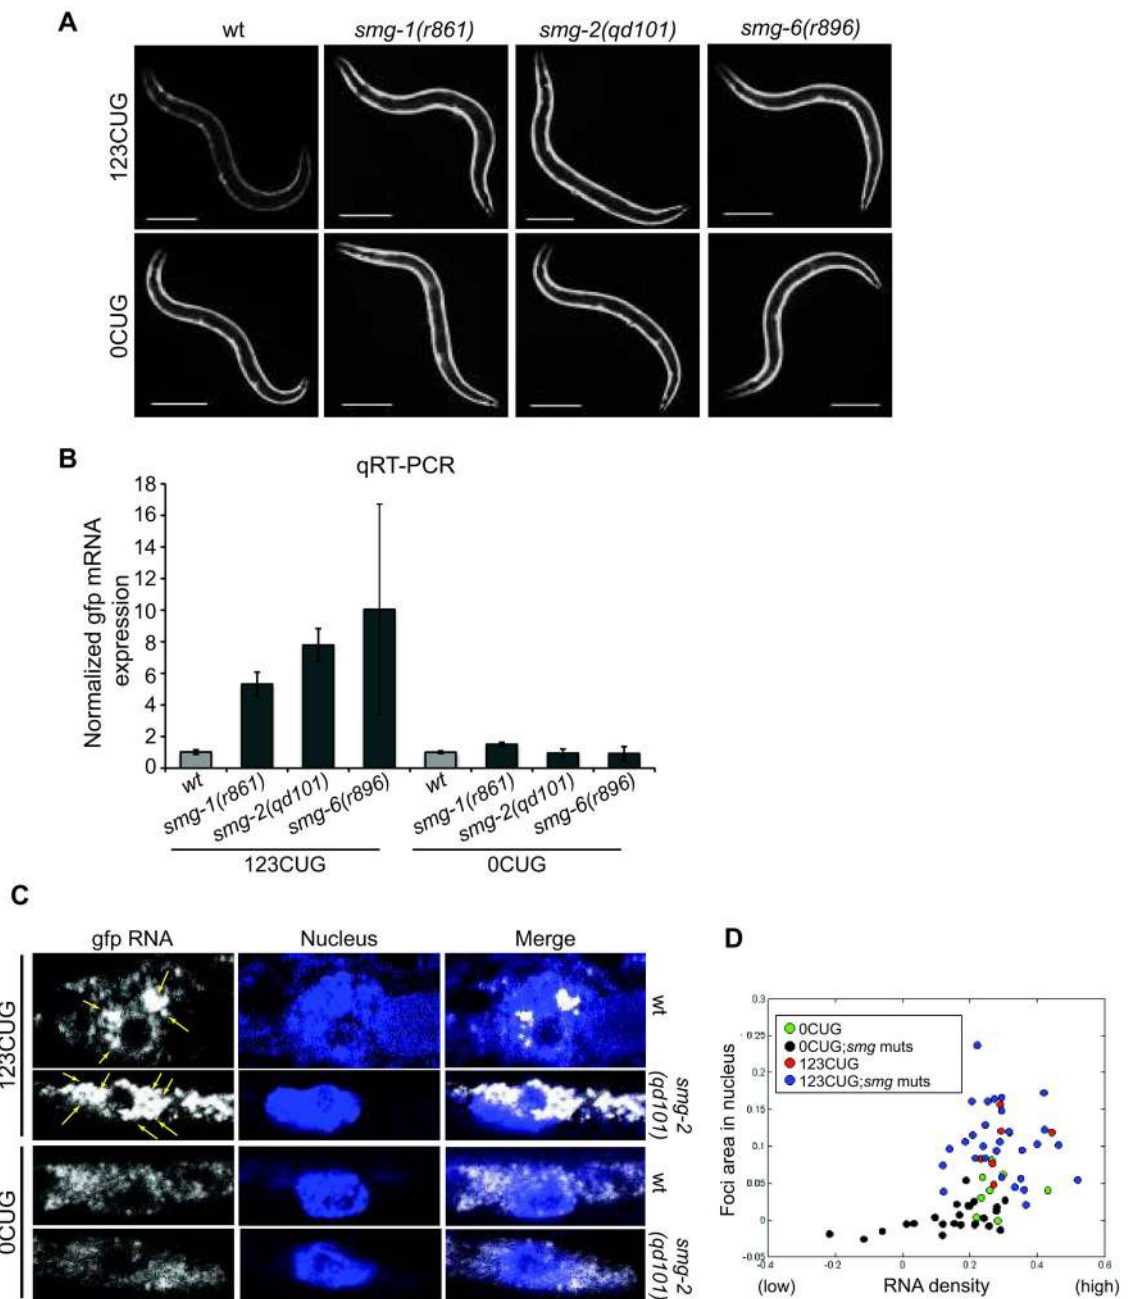 A
wt
smg-1(r861)
smg-2(qd101)
smg-6(r896)
123CUG
0CUG
B
qRT-PCR
Normalized gfp mRNA
expression
18
16
14
12
10
8
6
4
2
0
wt
smg-1(r861)
smg-2(qd101)
smg-6(r896)
wt
smg-1(r861)
smg-2(qd101)
smg-6(r896)
123CUG
0CUG
C
gfp RNA
Nucleus
Merge
123CUG
wt
smg-2
(qd101)
0CUG
wt
smg-2
(qd101)
D
Foci area in nucleus
0.3
0.25
0.2
0.15
0.1
0.05
0
-0.05
0CUG
0CUG;smg muts
123CUG
123CUG;smg muts
-0.4
-0.2
0
0.2
0.4
0.6
(low)
RNA density
(high)